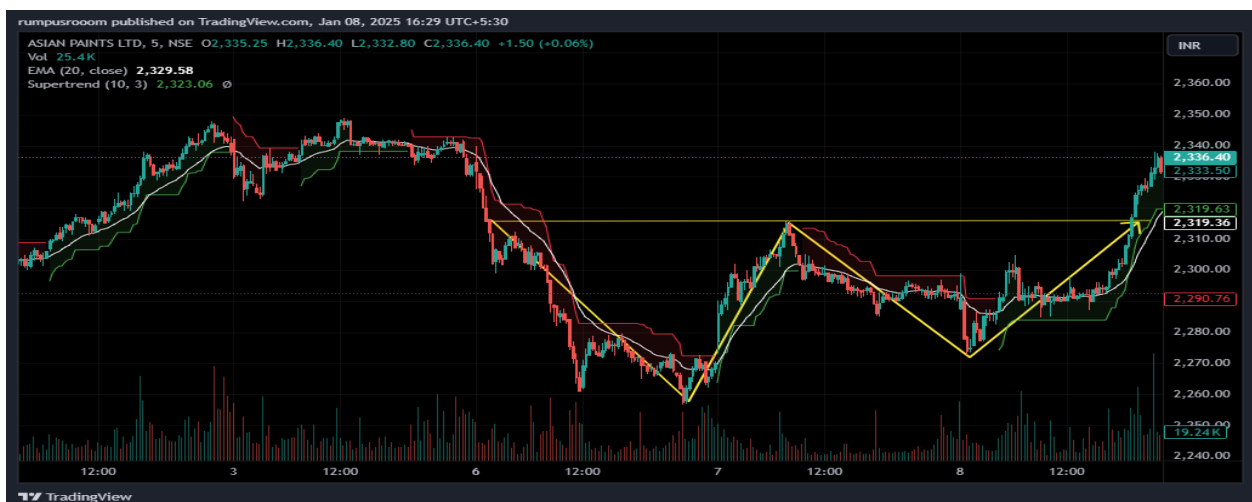 rumpusrooom published on TradingView.com, Jan 08, 2025 16:29 UTC+5:30
ASIAN PAINTS LTD, 5, NSE O2,335.25 H2,336.40 L2,332.80 C2,336.40 +1.50 (+0.06%)
INR
Vol 25.4K
EMA (20, close) 2,329.58
Supertrend (10, 3) 2,323.06 Ø
2,360.00
2,350.00
2,340.00
2,336.40
2,333.50
2,319.63
2,319.36
2,310.00
2,300.00
2,290.76
2,280.00
2,270.00
2,260.00
19.24K
2,240.00
12:00 3 12:00 6 12:00 7 12:00 8 12:00
TradingView